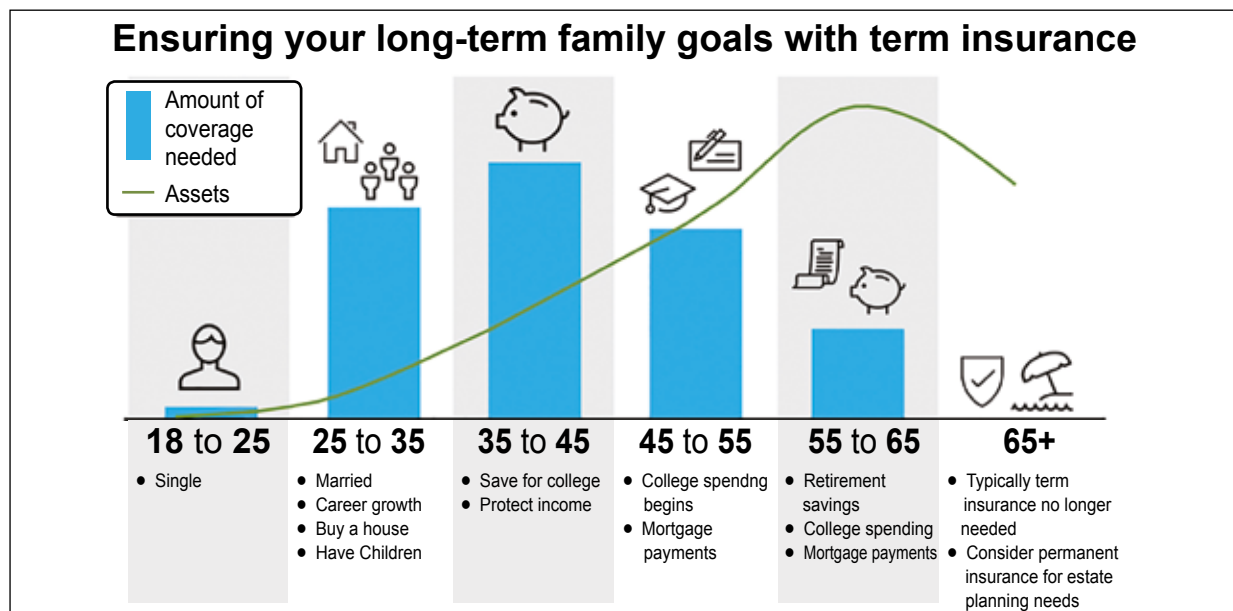 Ensuring your long-term family goals with term insurance
Amount of
coverage
needed
Assets
18 to 25
• Single
25 to 35
• Married
• Career growth
• Buy a house
• Have Children
35 to 45
• Save for college
• Protect income
45 to 55
• College spendng
begins
• Mortgage
payments
55 to 65
• Retirement
savings
• College spending
• Mortgage payments
65+
• Typically term
insurance no longer
needed
• Consider permanent
insurance for estate
planning needs